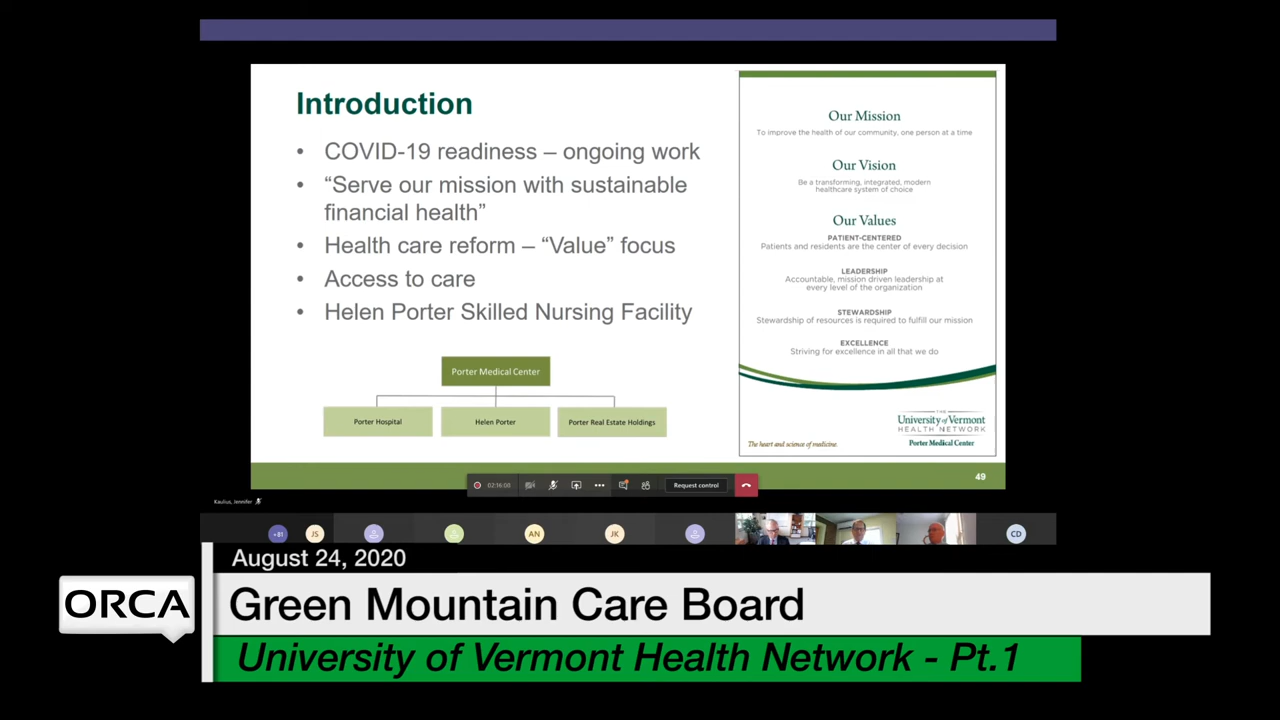 Introduction
• COVID-19 readiness – ongoing work
• “Serve our mission with sustainable
financial health”
• Health care reform – “Value” focus
• Access to care
• Helen Porter Skilled Nursing Facility
Porter Medical Center
Porter Hospital
Helen Porter
Porter Real Estate Holdings
Our Mission
To improve the health of our community, one person at a time
Our Vision
Be a transforming, integrated, modern
healthcare system of choice
Our Values
PATIENT-CENTERED
Patients and residents are the center of every decision
LEADERSHIP
Accountable, mission driven leadership at
every level of the organization
STEWARDSHIP
Stewardship of resources is required to fulfill our mission
EXCELLENCE
Striving for excellence in all that we do
The heart and science of medicine.
THE
University of Vermont
HEALTH NETWORK
Porter Medical Center
49
02:16:00
Request control
Kaulius, Jennifer
+81
JS
AN
JK
CD
August 24, 2020
ORCA
Green Mountain Care Board
University of Vermont Health Network - Pt.1